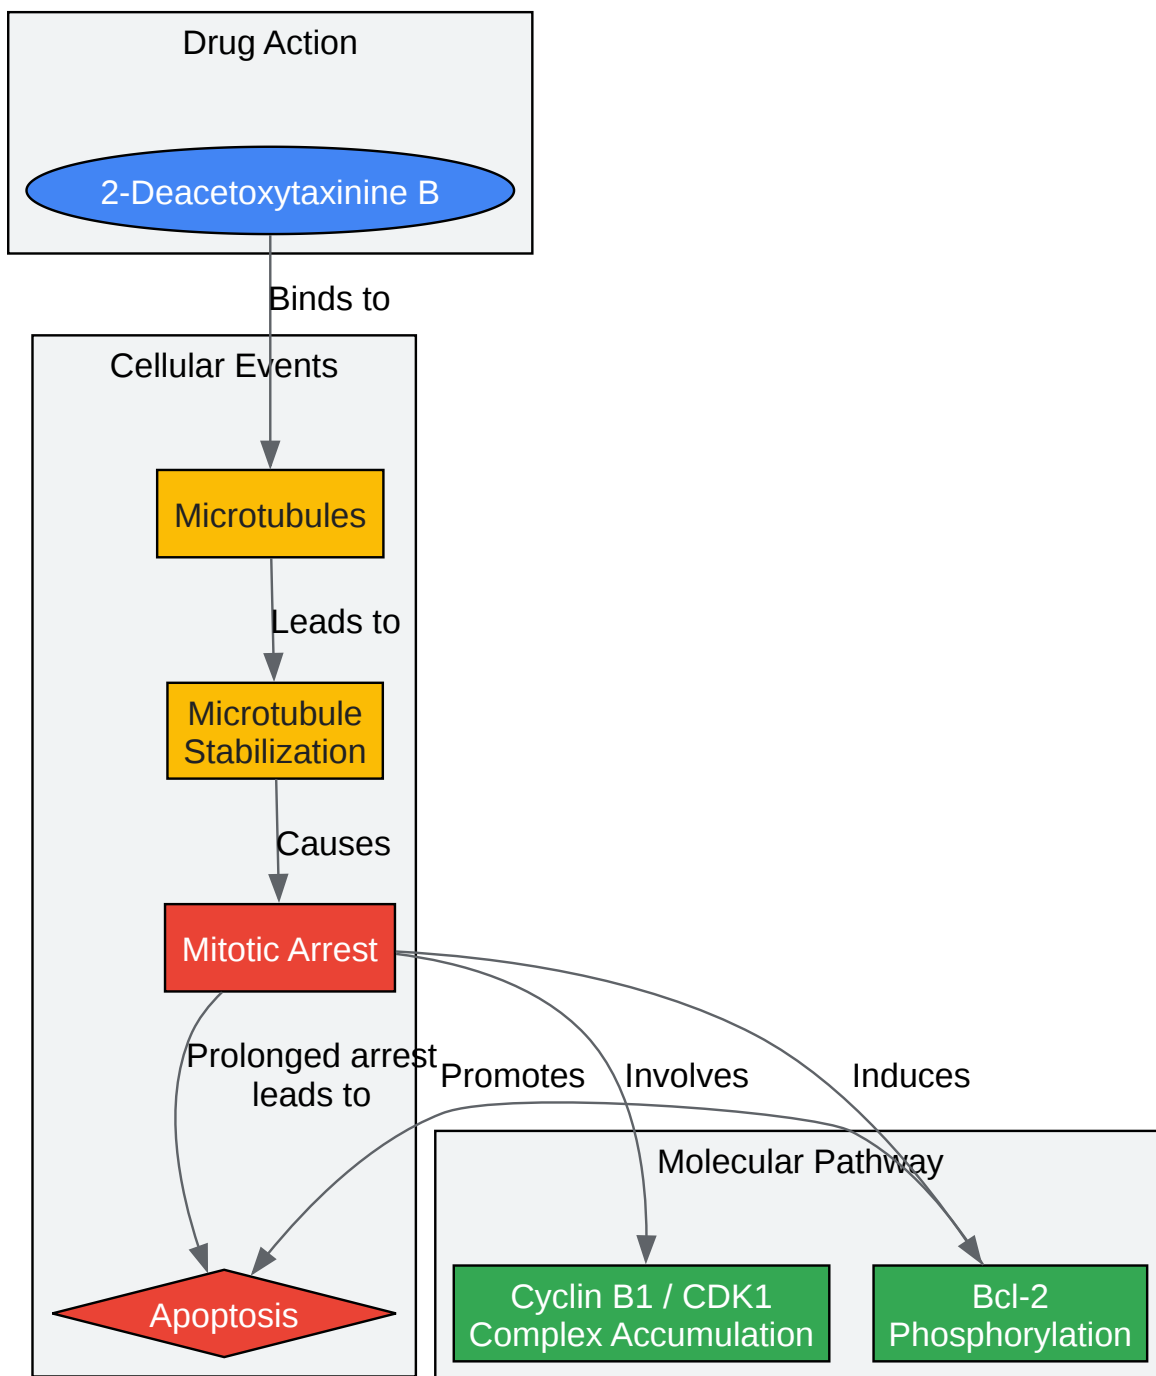 Drug Action
2-Deacetoxytaxinine B
Binds to
Cellular Events
Microtubules
Leads to
Microtubule
Stabilization
Causes
Mitotic Arrest
Prolonged arrest
leads to
Promotes
Involves
Induces
Molecular Pathway
Cyclin B1 / CDK1
Complex Accumulation
Bcl-2
Phosphorylation
Apoptosis